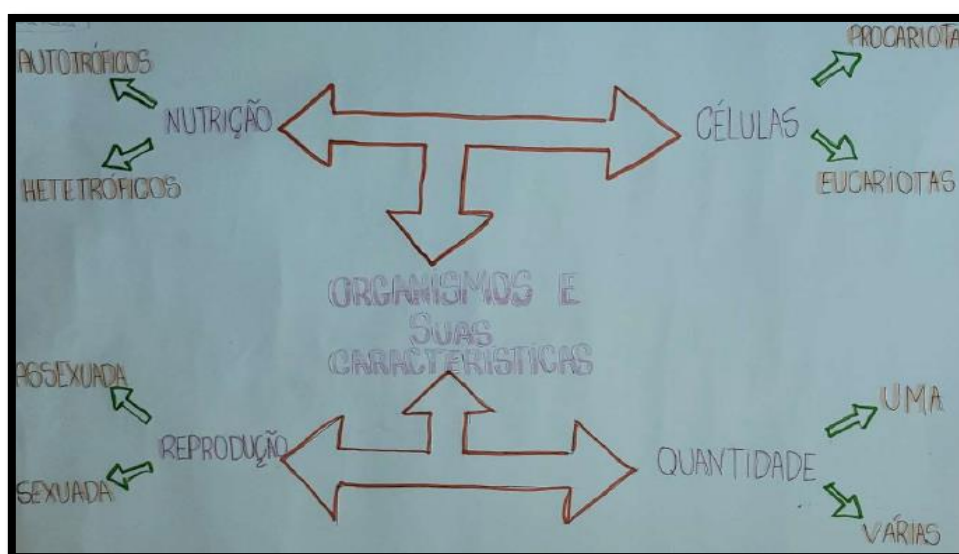 AUTOTRÓFICOS
NUTRIÇÃO
HETETRÓFICOS
PROCARIOTA
CÉLULAS
EUCARIOTAS
ORGANISMOS E
SUAS
CARACTERÍSTICAS
ASSEXUADA
REPRODUÇÃO
SEXUADA
UMA
QUANTIDADE
VÁRIAS